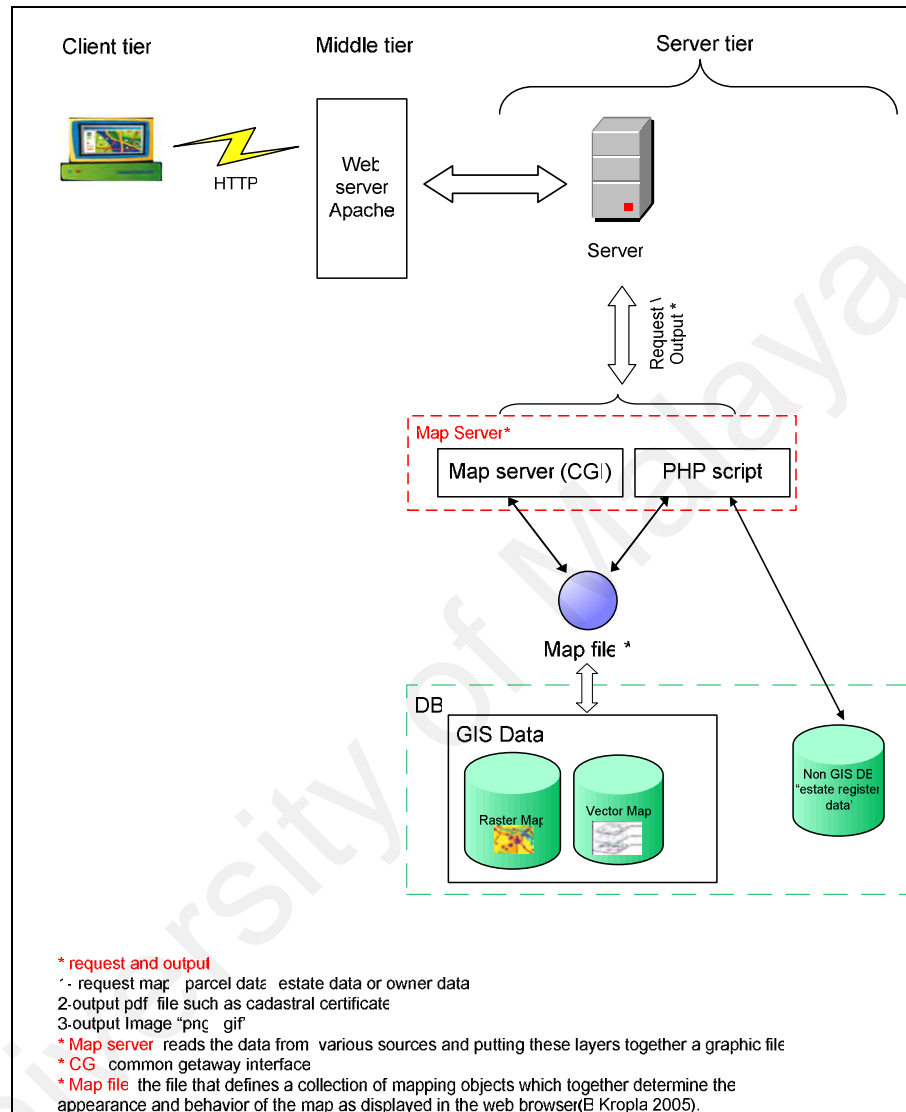 Client tier
Middle tier
Server tier
HTTP
Web
server
Apache
Server
Request \
Output *
Map Server*
Map server (CGI)
PHP script
Map file *
DB
GIS Data
Raster Map
Vector Map
Non GIS DB
"estate register
data"
* request and output
1- request map parcel data estate data or owner data
2-output pdf file such as cadastral certificate
3-output Image "png gif"
* Map server reads the data from various sources and putting these layers together a graphic file
* CG common getaway interface
* Map file the file that defines a collection of mapping objects which together determine the
appearance and behavior of the map as displayed in the web browser(B Kropla 2005).
University of Malaya